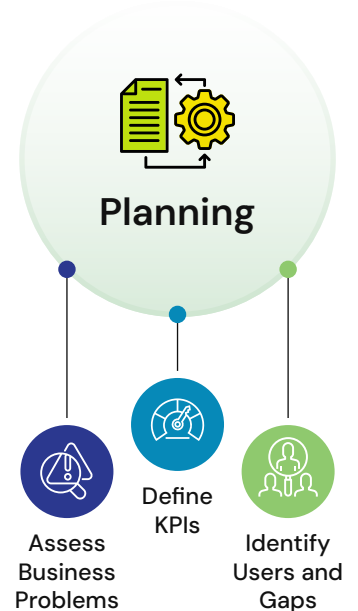 Planning
Assess
Business
Problems
Define
KPIs
Identify
Users and
Gaps